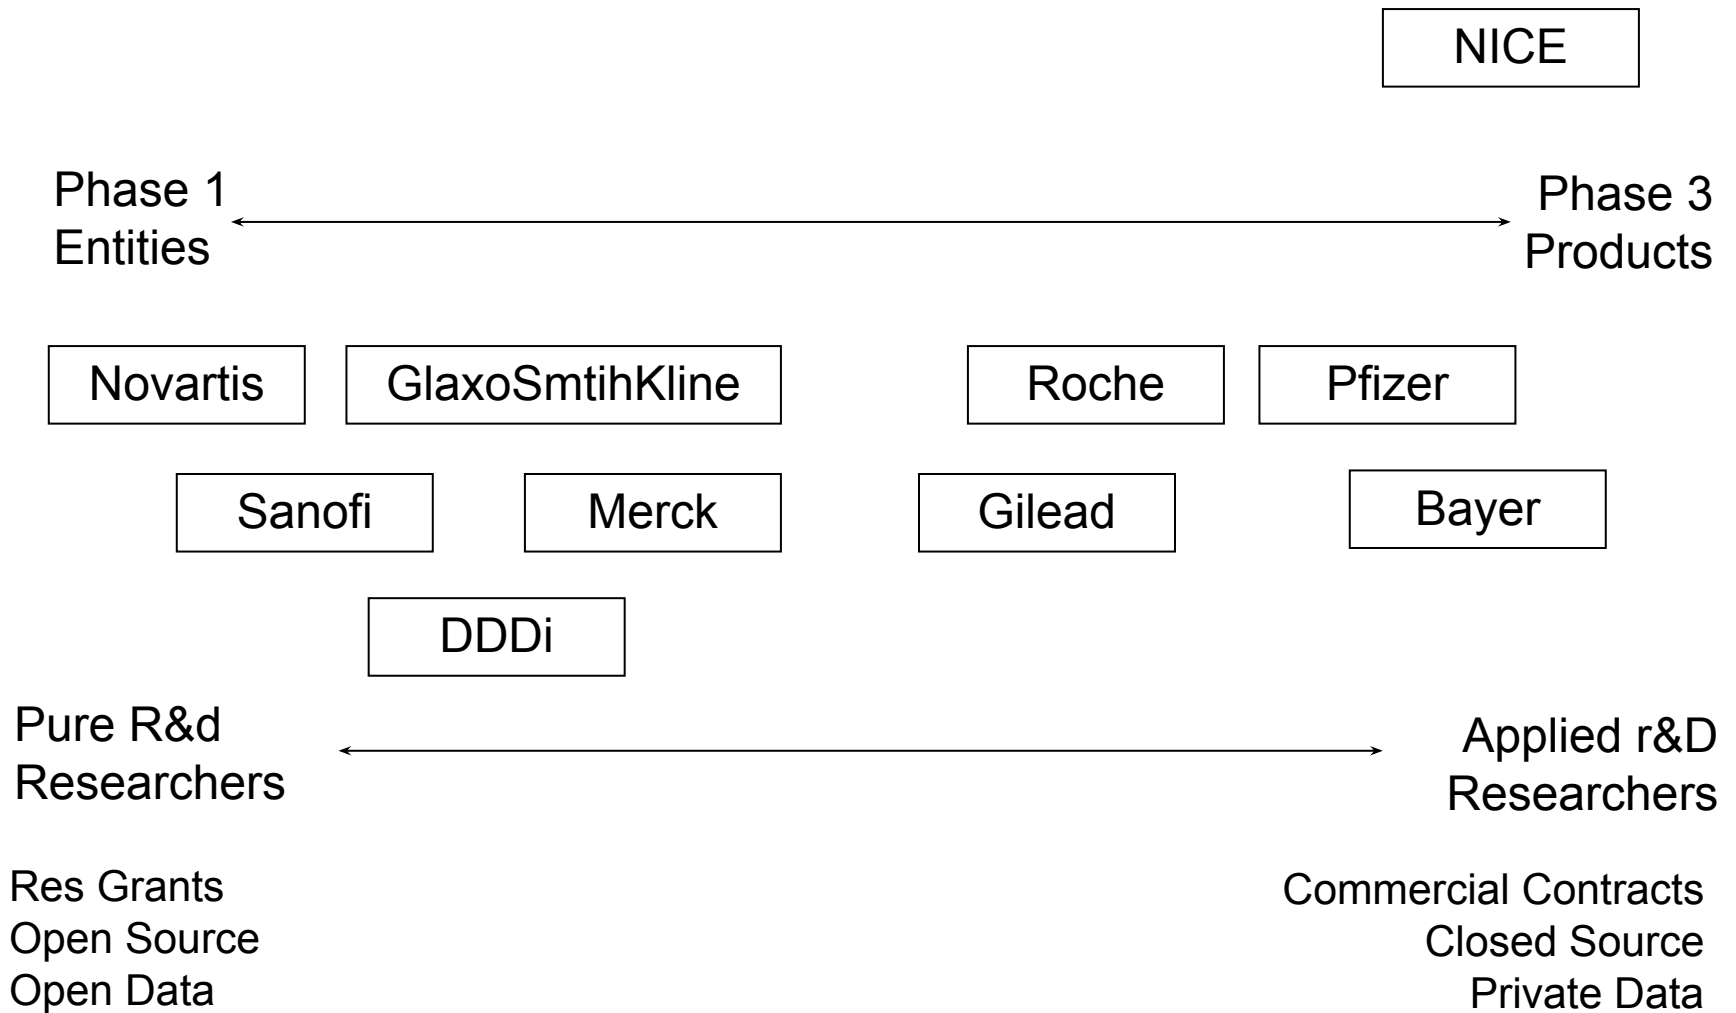 NICE
Phase 1
Entities
Phase 3
Products
Novartis
GlaxoSmtihKline
Roche
Pfizer
Sanofi
Merck
Gilead
Bayer
DDDi
Pure R&d
Researchers
Applied r&D
Researchers
Res Grants
Open Source
Open Data
Commercial Contracts
Closed Source
Private Data